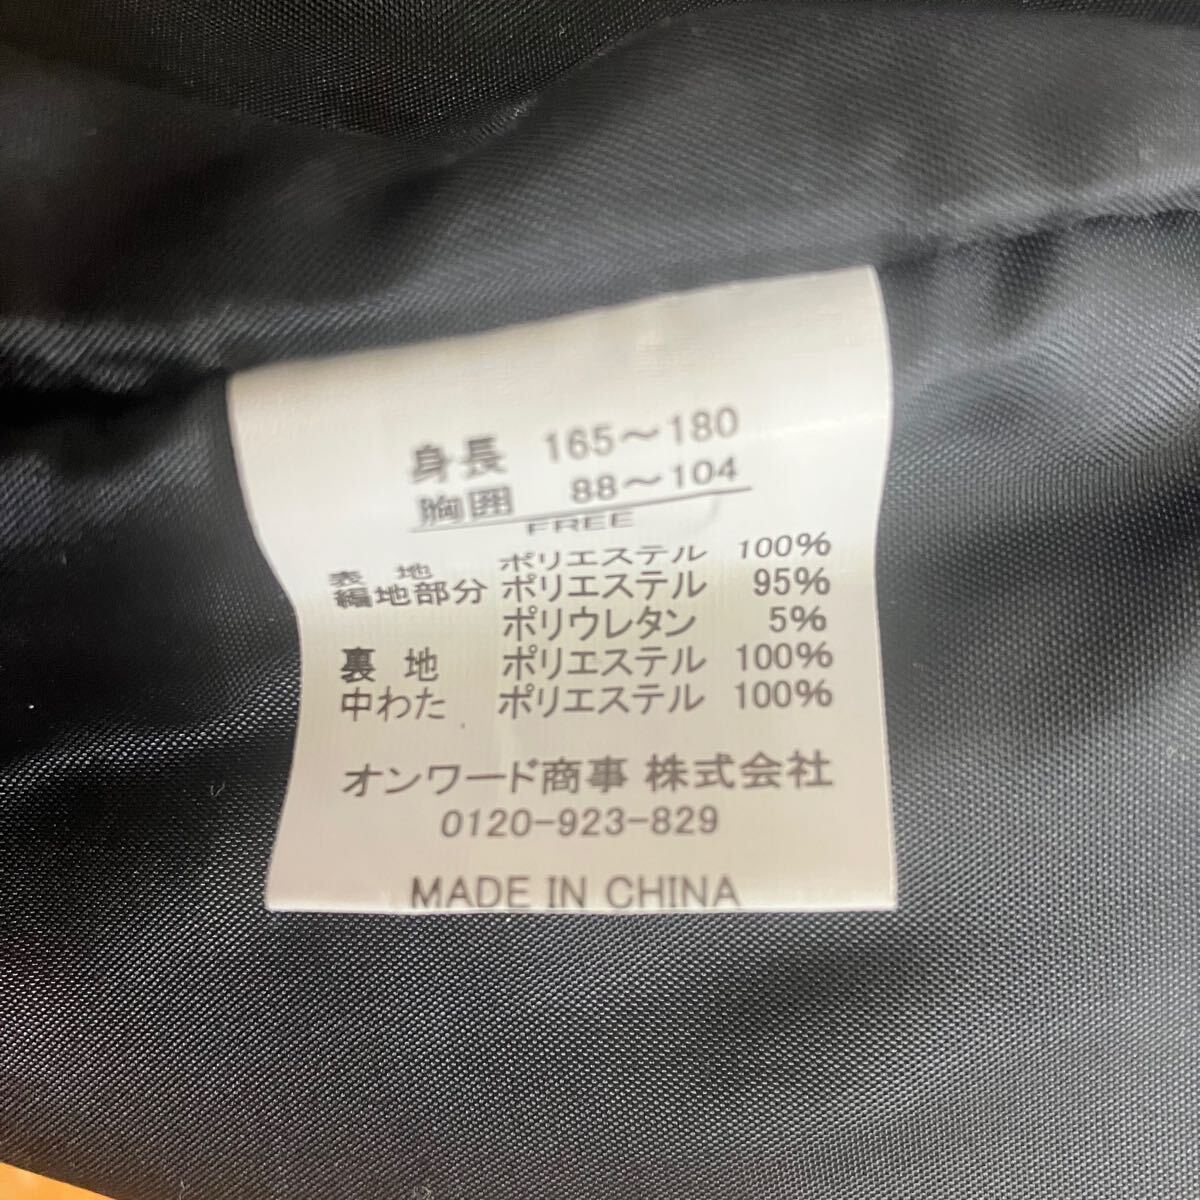 身長 165～180
胸囲 88～104
FREE
表 地 ポリエステル 100%
編地部分 ポリエステル 95%
ポリウレタン 5%
裏 地 ポリエステル 100%
中わた ポリエステル 100%
オンワード商事 株式会社
0120-923-829
MADE IN CHINA